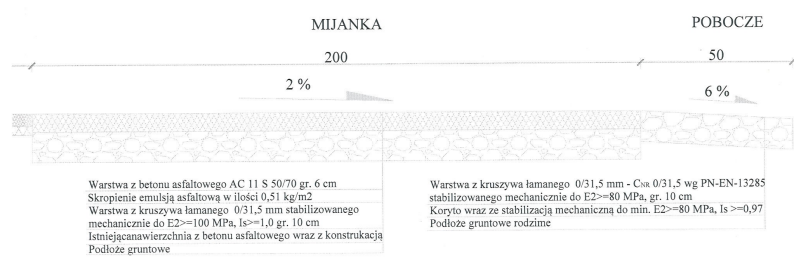 MIJANKA
POBOCZE
200
50
2 %
6 %
Warstwa z betonu asfaltowego AC 11 S 50/70 gr. 6 cm
Skropienie emulsją asfaltową w ilości 0,51 kg/m2
Warstwa z kruszywa łamanego 0/31,5 mm stabilizowanego
mechanicznie do E2>=100 MPa, Is>=1,0 gr. 10 cm
Istniejącanawierzchnia z betonu asfaltowego wraz z konstrukacją
Podłoże gruntowe
Warstwa z kruszywa łamanego 0/31,5 mm - CNR 0/31,5 wg PN-EN-13285
stabilizowanego mechanicznie do E2>=80 MPa, gr. 10 cm
Koryto wraz ze stabilizacją mechaniczną do min. E2>=80 MPa, Is >=0,97
Podłoże gruntowe rodzime